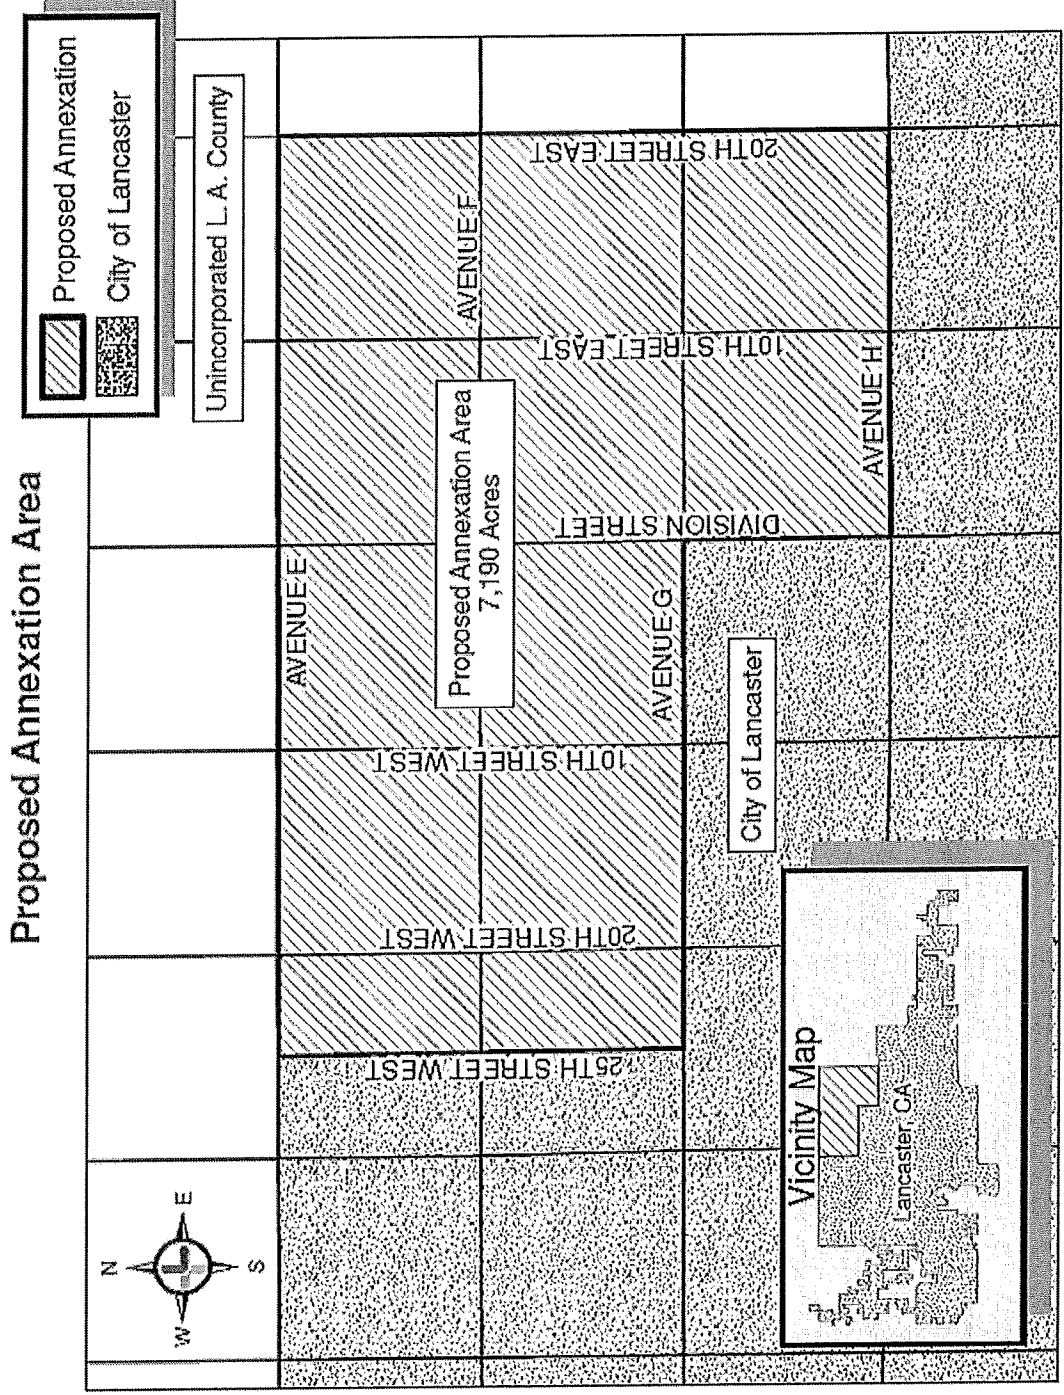 Proposed Annexation Area
Proposed Annexation
City of Lancaster
N
W
E
S
Unincorporated L.A. County
AVENUE E
AVENUE F
Proposed Annexation Area
7,190 Acres
25TH STREET WEST
20TH STREET WEST
10TH STREET WEST
DIVISION STREET
10TH STREET EAST
20TH STREET EAST
AVENUE G
City of Lancaster
AVENUE H
Vicinity Map
Lancaster, CA